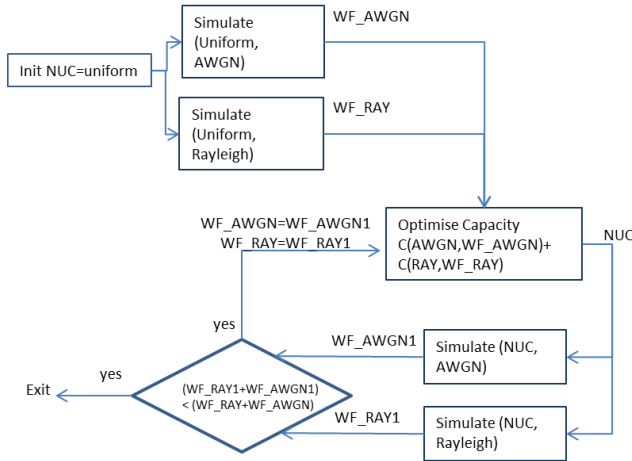 Init NUC=uniform
Simulate
(Uniform,
AWGN)
WF_AWGN
Simulate
(Uniform,
Rayleigh)
WF_RAY
WF_AWGN=WF_AWGN1
WF_RAY=WF_RAY1
Optimise Capacity
C(AWGN,WF_AWGN)+
C(RAY,WF_RAY)
NUC
yes
WF_AWGN1
Simulate (NUC,
AWGN)
Exit
yes
(WF_RAY1+WF_AWGN1)
< (WF_RAY+WF_AWGN)
WF_RAY1
Simulate (NUC,
Rayleigh)